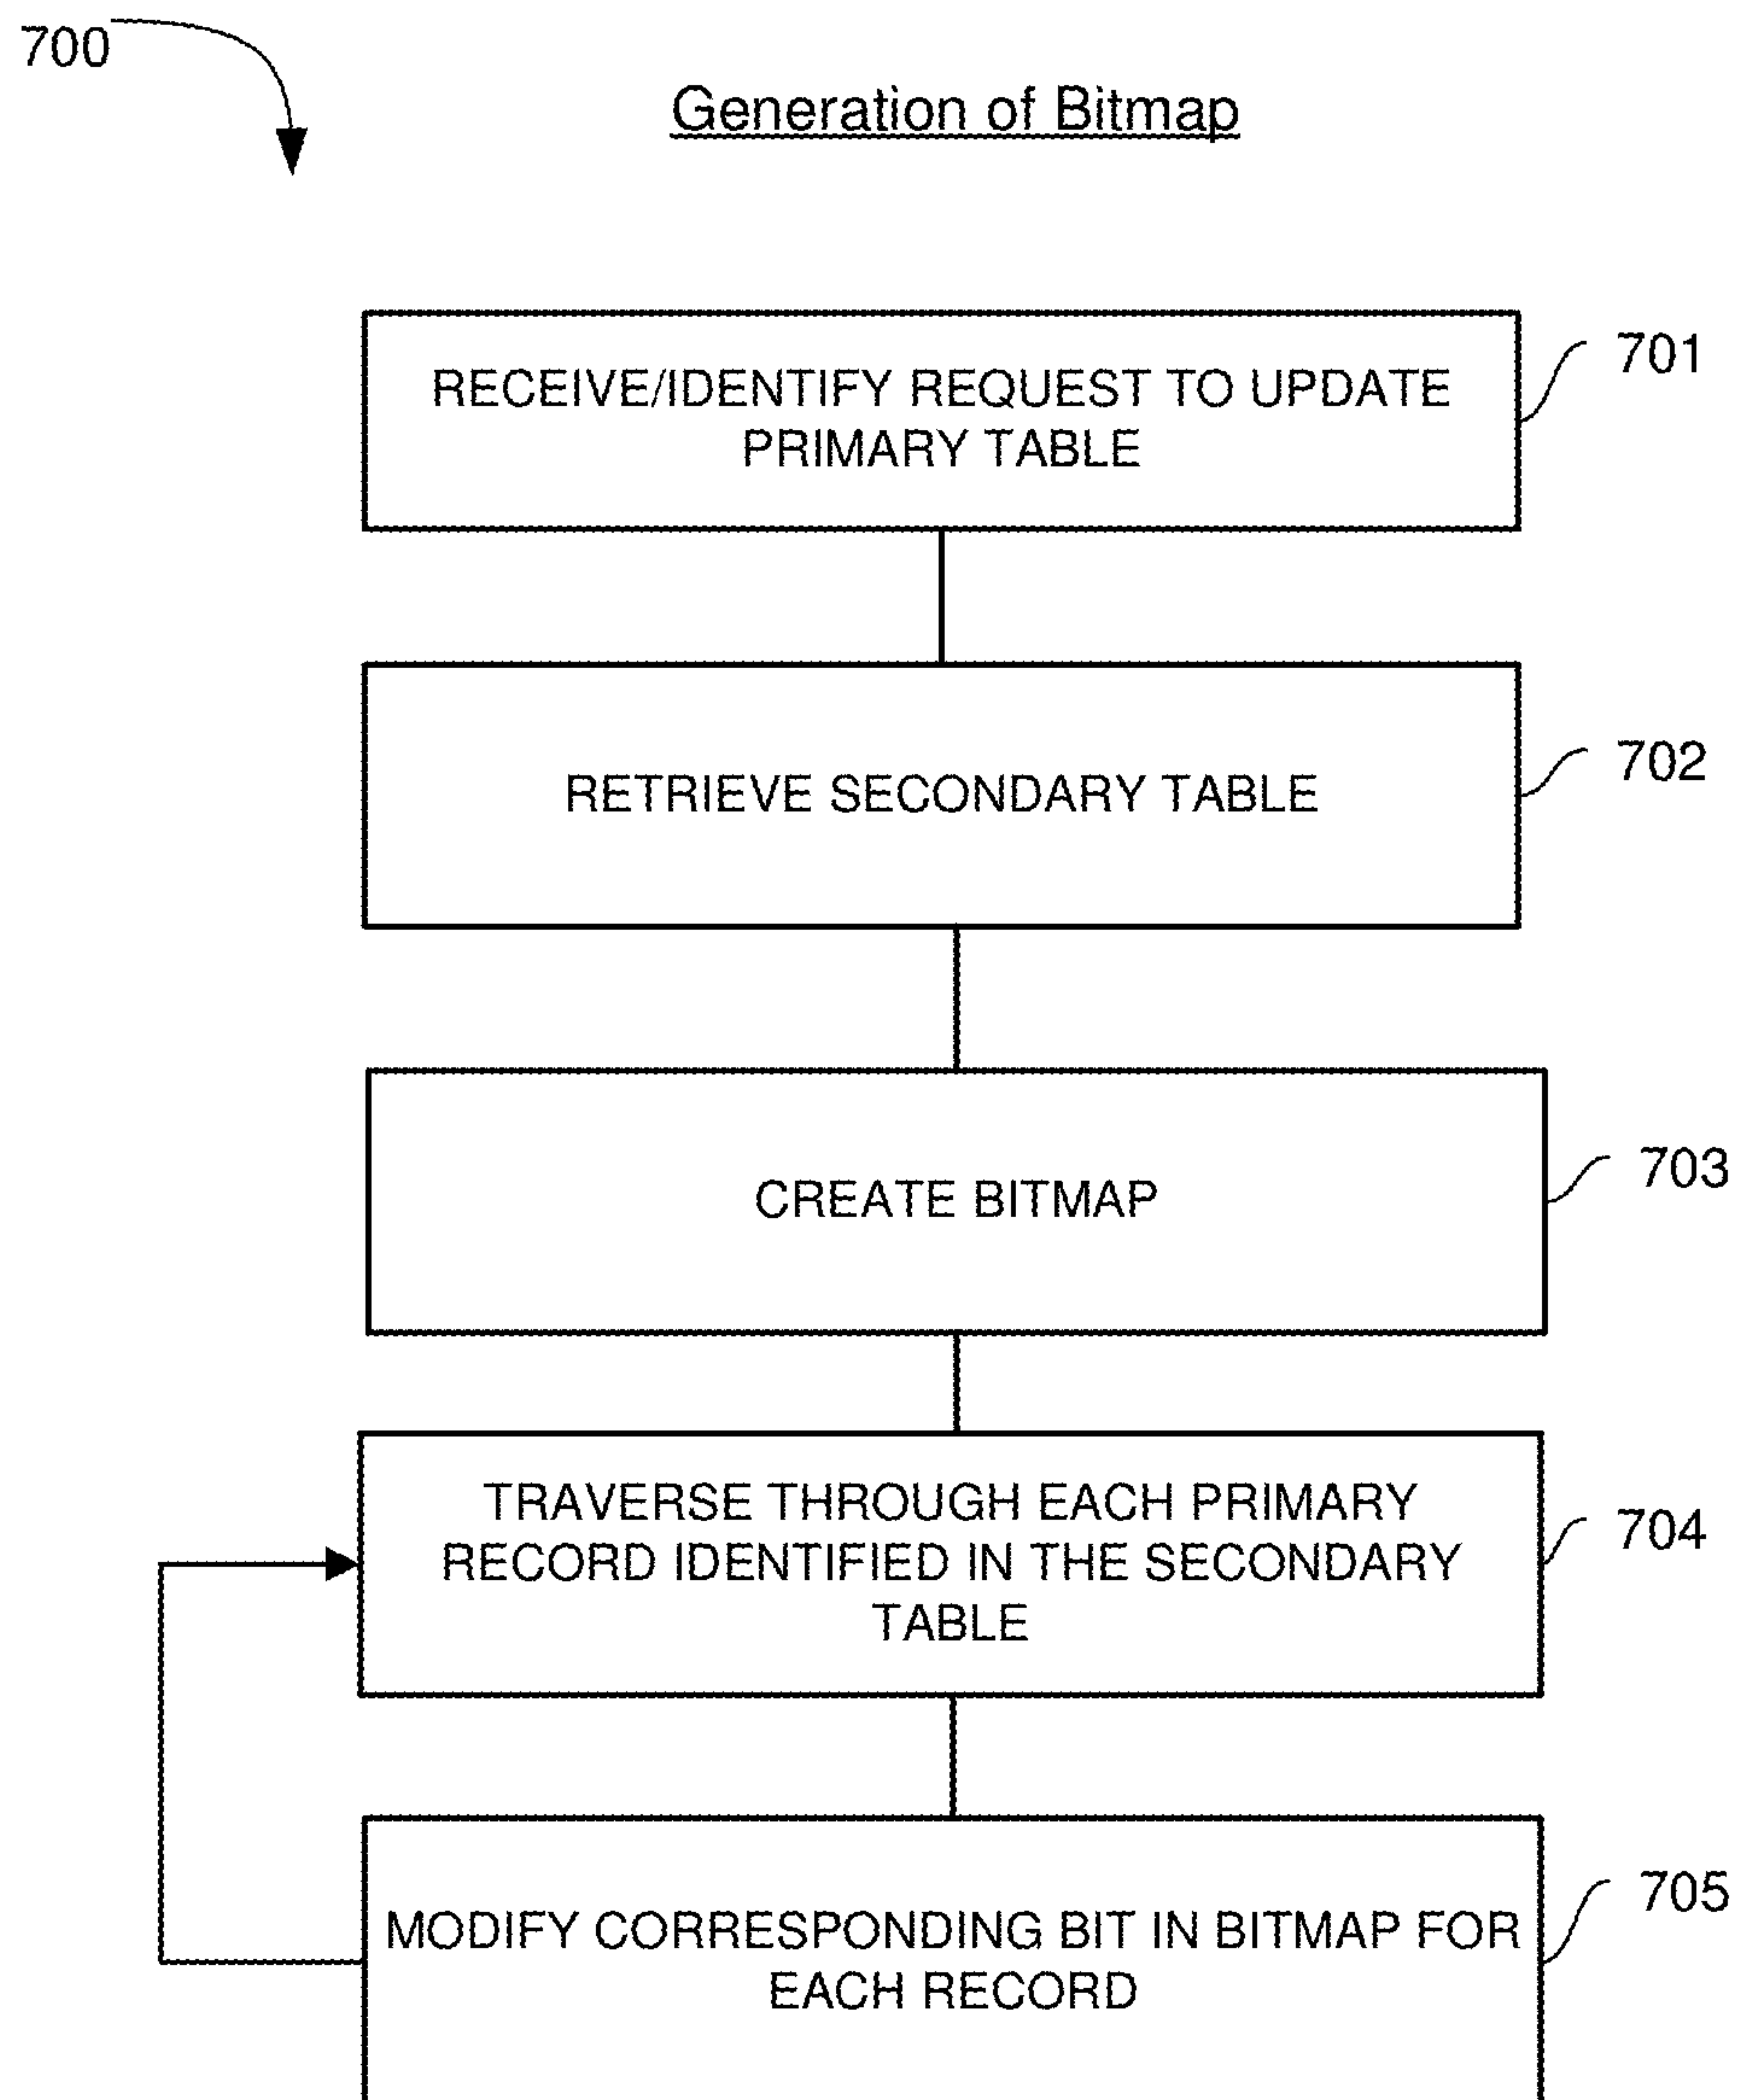 700
Generation of Bitmap
RECEIVE/IDENTIFY REQUEST TO UPDATE
PRIMARY TABLE
701
RETRIEVE SECONDARY TABLE
702
CREATE BITMAP
703
TRAVERSE THROUGH EACH PRIMARY
RECORD IDENTIFIED IN THE SECONDARY
TABLE
704
MODIFY CORRESPONDING BIT IN BITMAP FOR
EACH RECORD
705